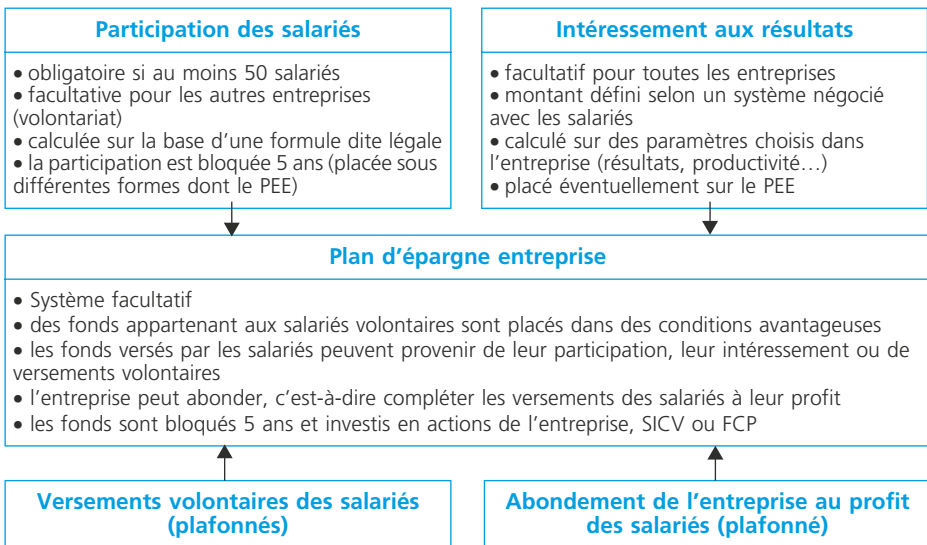 Participation des salariés
• obligatoire si au moins 50 salariés
• facultative pour les autres entreprises
(volontariat)
• calculée sur la base d'une formule dite légale
• la participation est bloquée 5 ans (placée sous
différentes formes dont le PEE)
Intéressement aux résultats
• facultatif pour toutes les entreprises
• montant défini selon un système négocié
avec les salariés
• calculé sur des paramètres choisis dans
l'entreprise (résultats, productivité…)
• placé éventuellement sur le PEE
Plan d'épargne entreprise
• Système facultatif
• des fonds appartenant aux salariés volontaires sont placés dans des conditions avantageuses
• les fonds versés par les salariés peuvent provenir de leur participation, leur intéressement ou de
versements volontaires
• l'entreprise peut abonder, c'est-à-dire compléter les versements des salariés à leur profit
• les fonds sont bloqués 5 ans et investis en actions de l'entreprise, SICV ou FCP
Versements volontaires des salariés
(plafonnés)
Abondement de l'entreprise au profit
des salariés (plafonné)